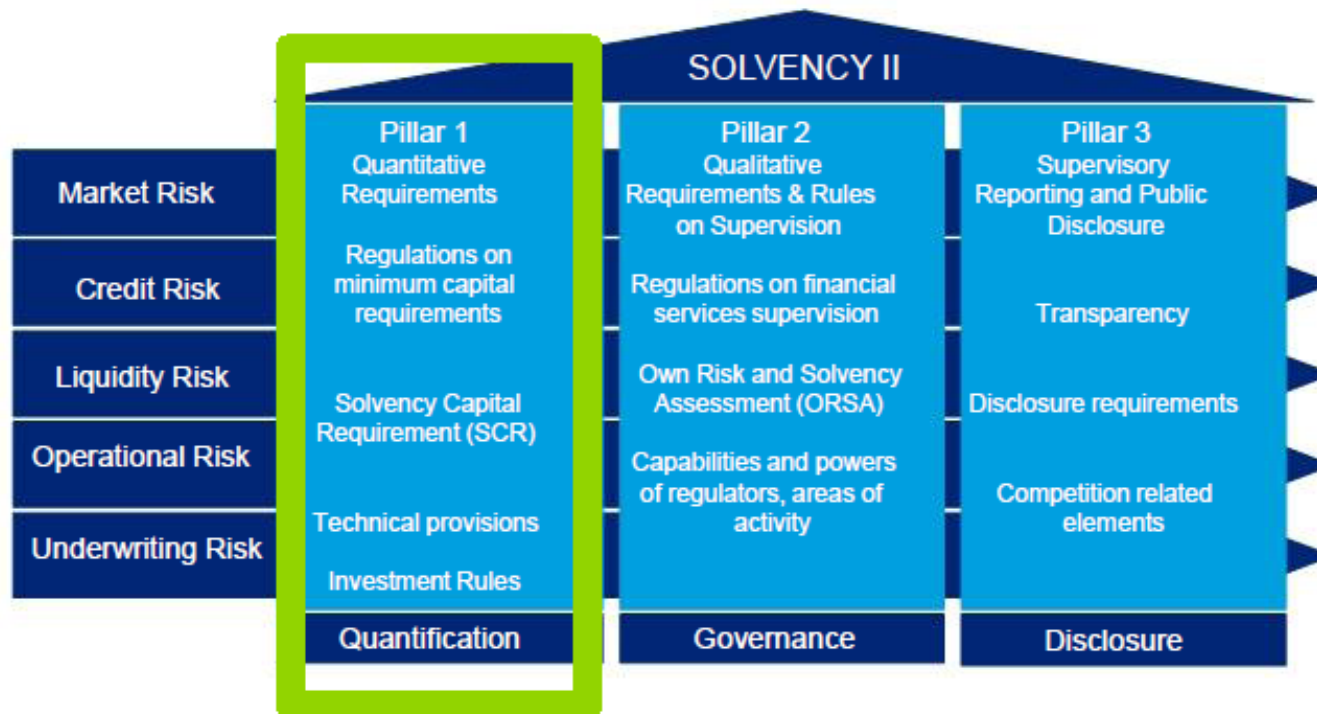 SOLVENCY II
Market Risk
Credit Risk
Liquidity Risk
Operational Risk
Underwriting Risk
Pillar 1
Quantitative
Requirements
Regulations on
minimum capital
requirements
Solvency Capital
Requirement (SCR)
Technical provisions
Investment Rules
Quantification
Pillar 2
Qualitative
Requirements & Rules
on Supervision
Regulations on financial
services supervision
Own Risk and Solvency
Assessment (ORSA)
Capabilities and powers
of regulators, areas of
activity
Governance
Pillar 3
Supervisory
Reporting and Public
Disclosure
Transparency
Disclosure requirements
Competition related
elements
Disclosure